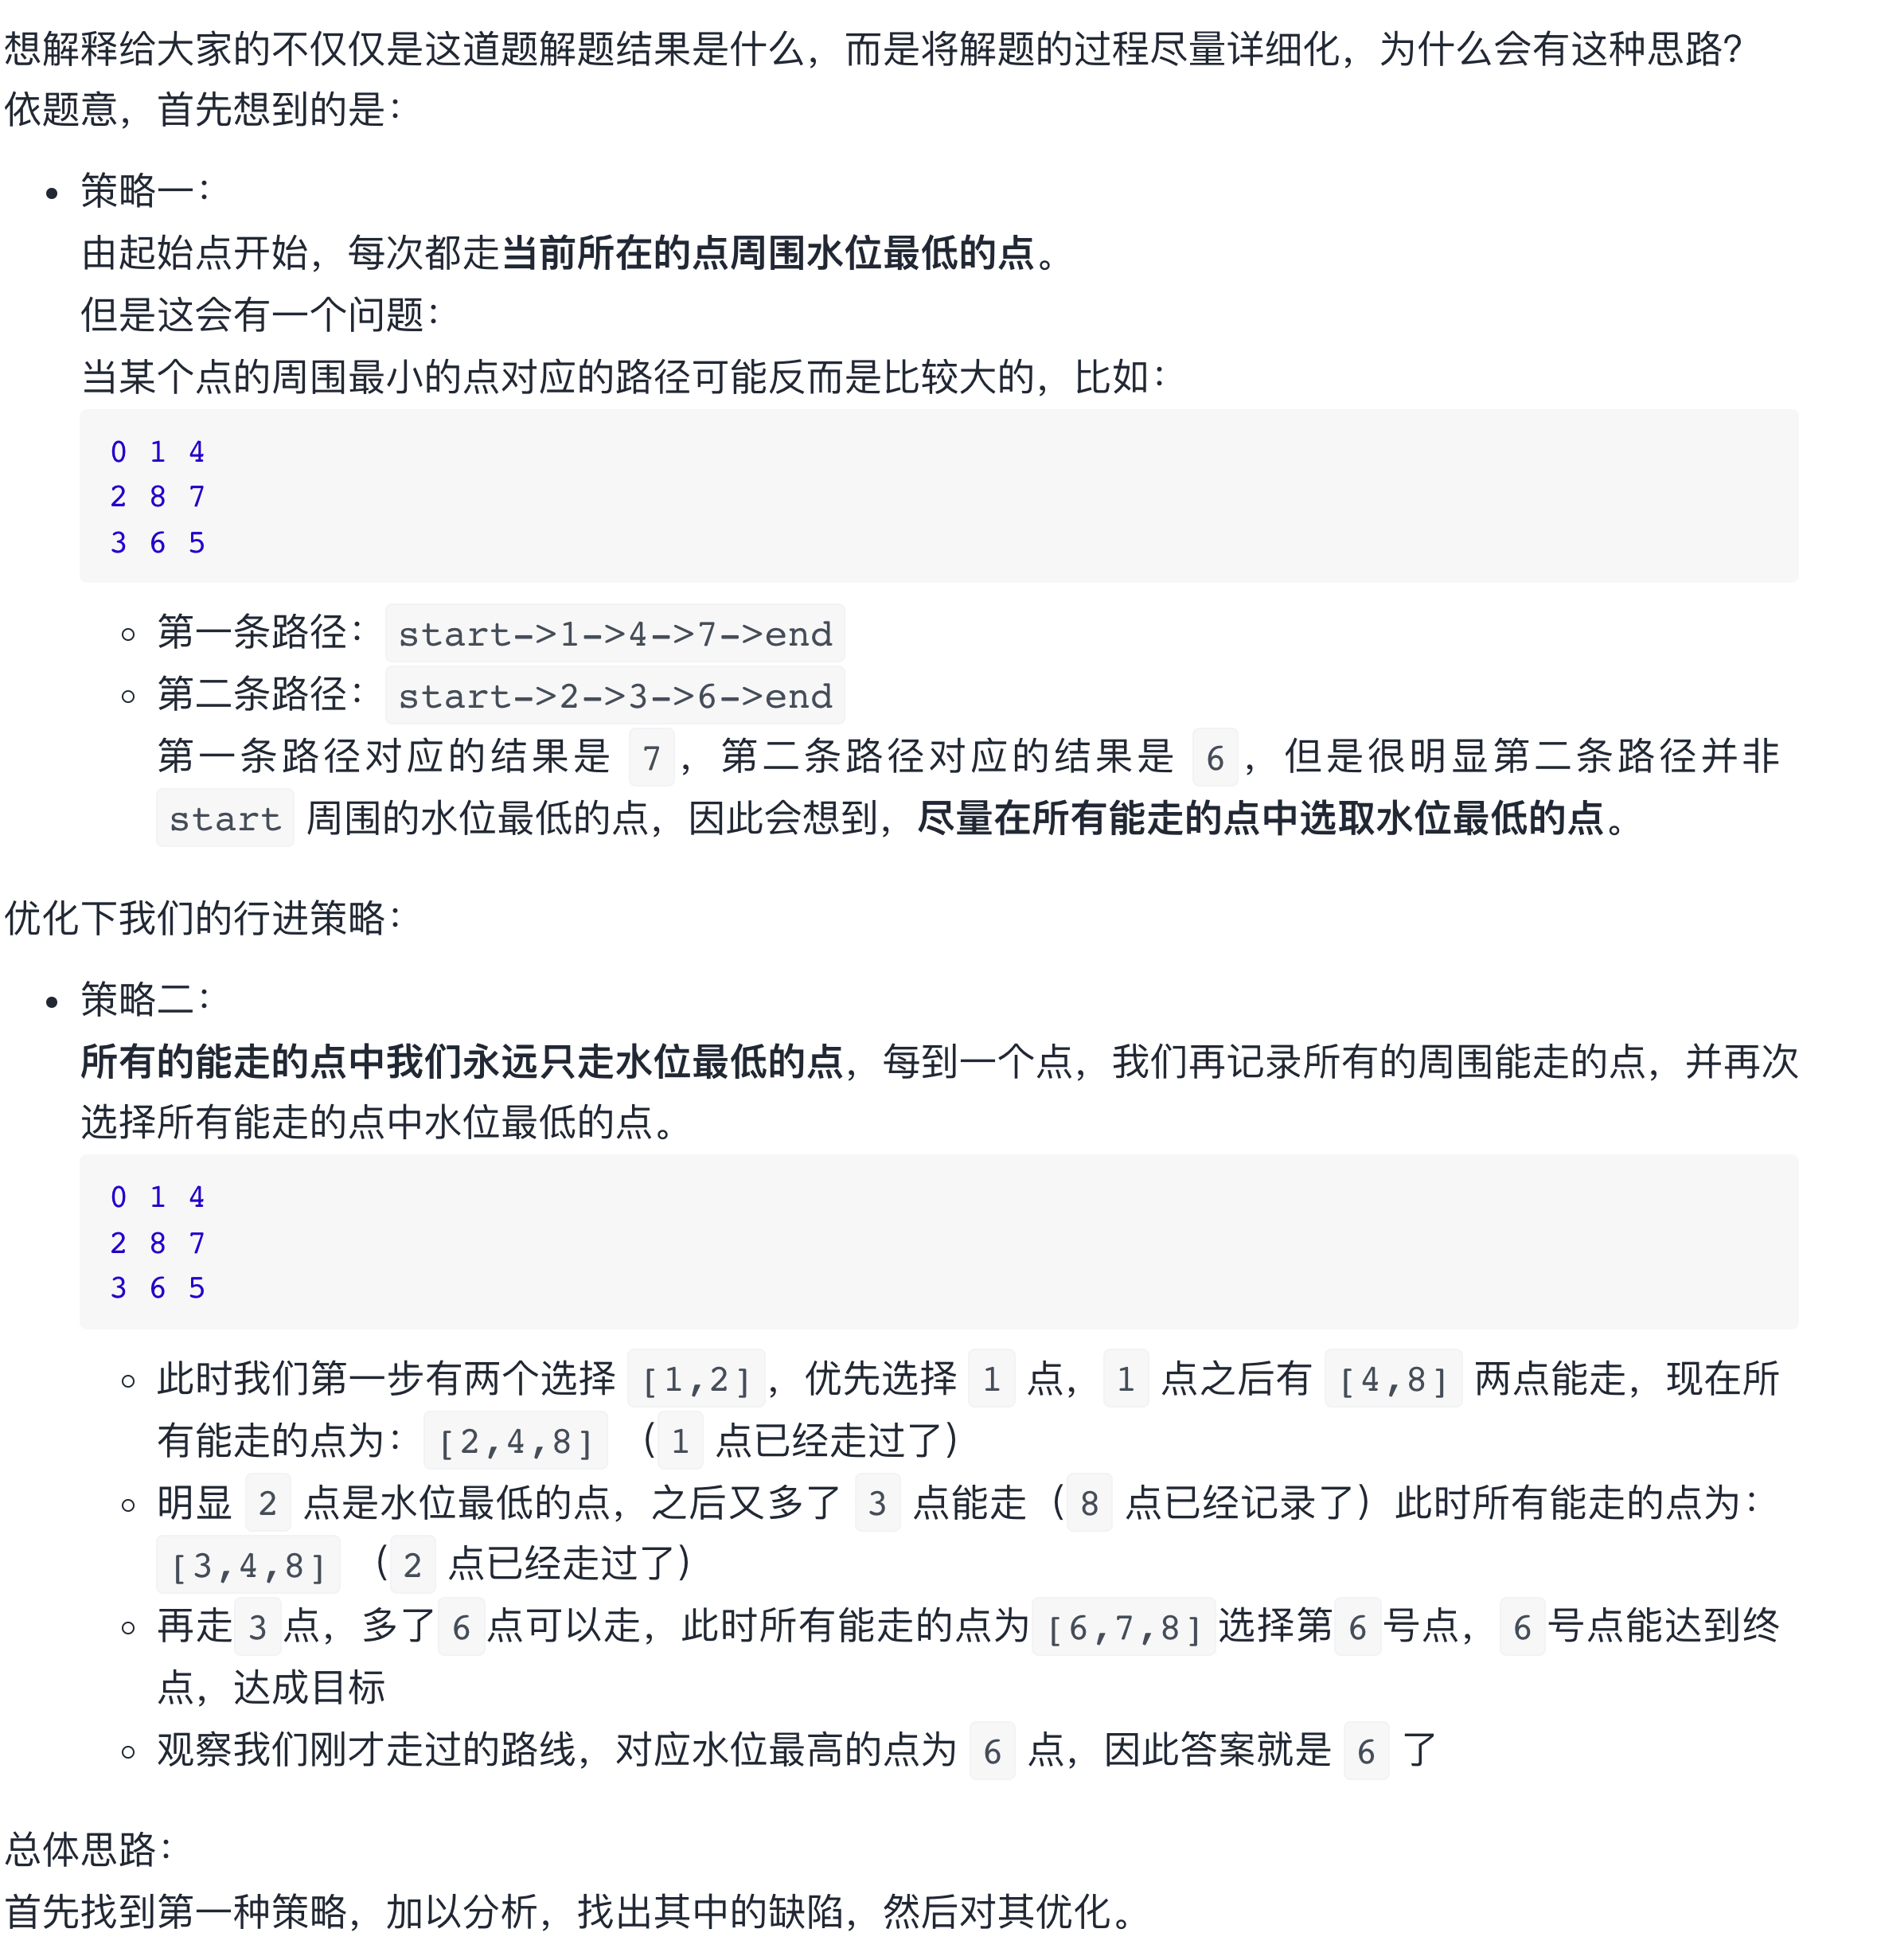 想解释给大家的不仅仅是这道题解题结果是什么，而是将解题的过程尽量详细化，为什么会有这种思路？
依题意，首先想到的是：
• 策略一：
由起始点开始，每次都走当前所在的点周围水位最低的点。
但是这会有一个问题：
当某个点的周围最小的点对应的路径可能反而是比较大的，比如：
0 1 4
2 8 7
3 6 5
◦ 第一条路径： start->1->4->7->end
◦ 第二条路径： start->2->3->6->end
第一条路径对应的结果是 7 ，第二条路径对应的结果是 6 ，但是很明显第二条路径并非
start 周围的水位最低的点，因此会想到，尽量在所有能走的点中选取水位最低的点。
优化下我们的行进策略：
• 策略二：
所有的能走的点中我们永远只走水位最低的点，每到一个点，我们再记录所有的周围能走的点，并再次
选择所有能走的点中水位最低的点。
0 1 4
2 8 7
3 6 5
◦ 此时我们第一步有两个选择 [1,2] ，优先选择 1 点， 1 点之后有 [4,8] 两点能走，现在所
有能走的点为： [2,4,8] （ 1 点已经走过了）
◦ 明显 2 点是水位最低的点，之后又多了 3 点能走（ 8 点已经记录了）此时所有能走的点为：
[3,4,8] （ 2 点已经走过了）
◦ 再走 3 点，多了 6 点可以走，此时所有能走的点为 [6,7,8] 选择第 6 号点， 6 号点能达到终
点，达成目标
◦ 观察我们刚才走过的路线，对应水位最高的点为 6 点，因此答案就是 6 了
总体思路：
首先找到第一种策略，加以分析，找出其中的缺陷，然后对其优化。